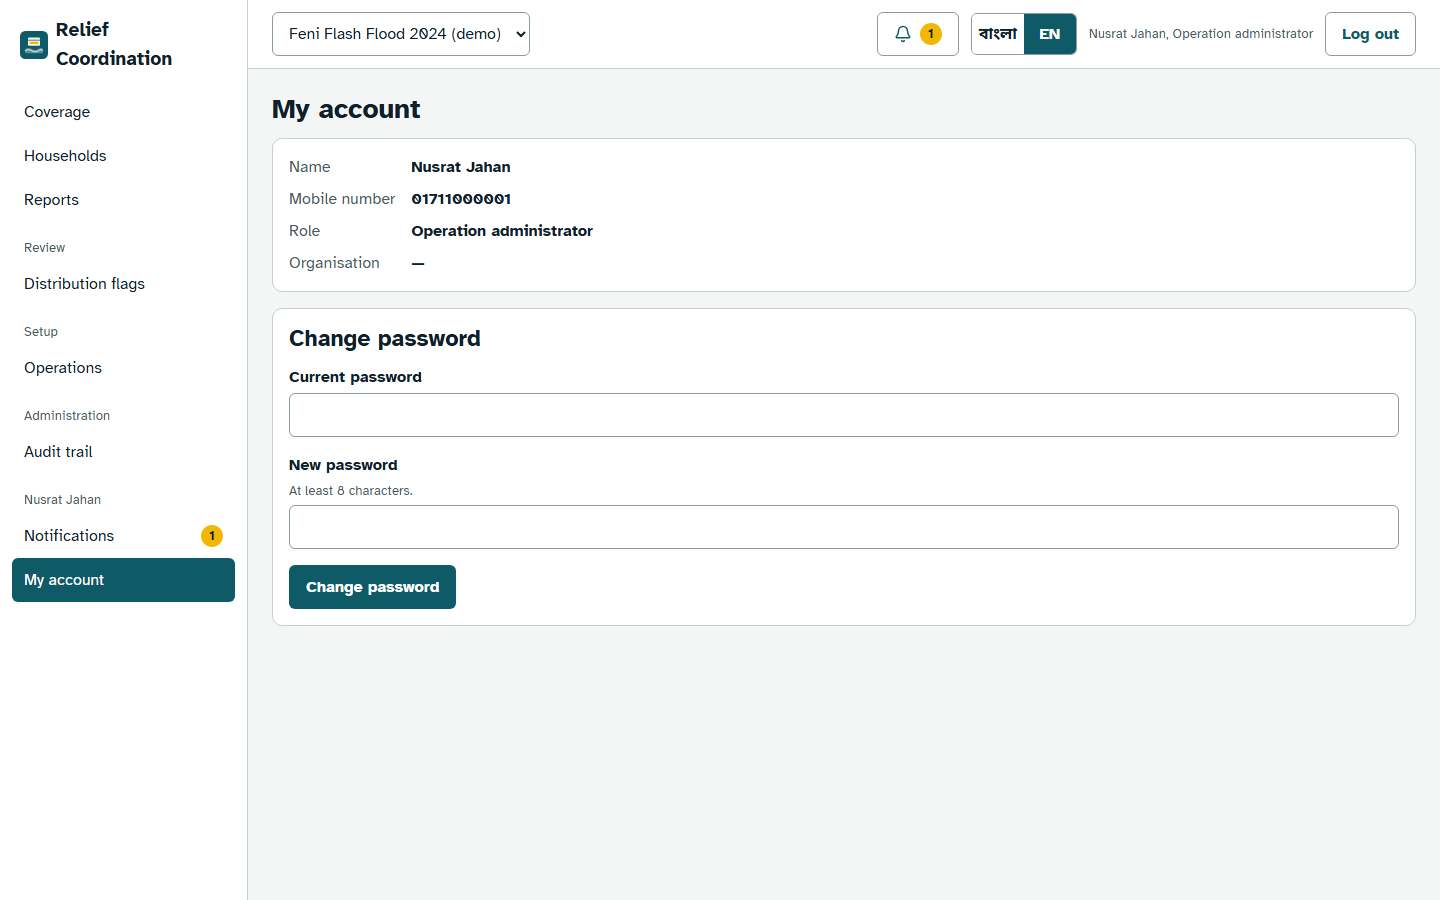 Relief
Coordination
Feni Flash Flood 2024 (demo)
1
বাংলা
EN
Nusrat Jahan, Operation administrator
Log out
Coverage
Households
Reports
Review
Distribution flags
Setup
Operations
Administration
Audit trail
Nusrat Jahan
Notifications 1
My account
My account
Name Nusrat Jahan
Mobile number 01711000001
Role Operation administrator
Organisation —
Change password
Current password
New password
At least 8 characters.
Change password